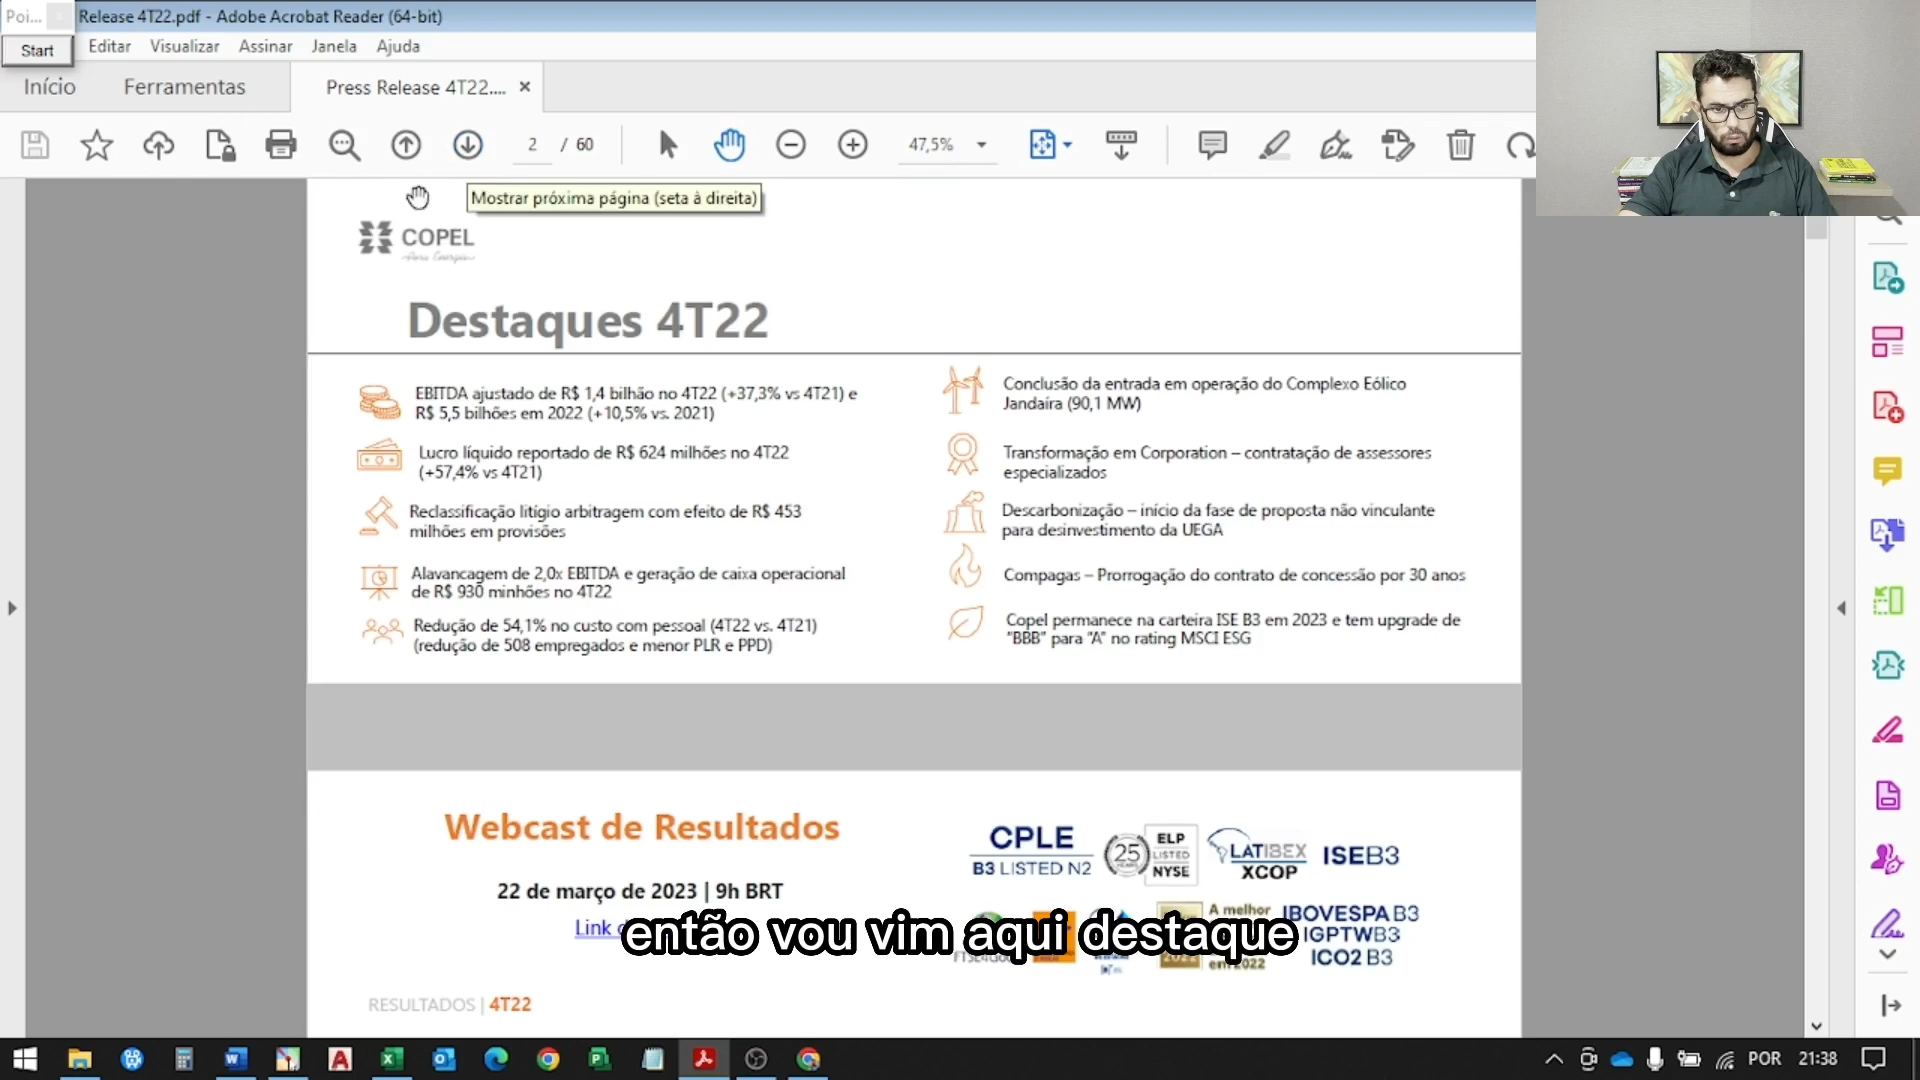 Poi...
Release 4T22.pdf - Adobe Acrobat Reader (64-bit)
Start
Editar Visualizar Assinar Janela Ajuda
Início Ferramentas Press Release 4T22.... ×
2 / 60 47,5%
Mostrar próxima página (seta à direita)
COPEL
Pura Energia
Destaques 4T22
EBITDA ajustado de R$ 1,4 bilhão no 4T22 (+37,3% vs 4T21) e
R$ 5,5 bilhões em 2022 (+10,5% vs. 2021)
Lucro líquido reportado de R$ 624 milhões no 4T22
(+57,4% vs 4T21)
Reclassificação litígio arbitragem com efeito de R$ 453
milhões em provisões
Alavancagem de 2,0x EBITDA e geração de caixa operacional
de R$ 930 minhões no 4T22
Redução de 54,1% no custo com pessoal (4T22 vs. 4T21)
(redução de 508 empregados e menor PLR e PPD)
Conclusão da entrada em operação do Complexo Eólico
Jandaíra (90,1 MW)
Transformação em Corporation – contratação de assessores
especializados
Descarbonização – início da fase de proposta não vinculante
para desinvestimento da UEGA
Compagas – Prorrogação do contrato de concessão por 30 anos
Copel permanece na carteira ISE B3 em 2023 e tem upgrade de
"BBB" para "A" no rating MSCI ESG
Webcast de Resultados
22 de março de 2023 | 9h BRT
Link
CPLE
B3 LISTED N2
25
ELP
LISTED
NYSE
LATIBEX
XCOP
ISEB3
A melhor
em 2022
IBOVESPA B3
IGPTWB3
ICO2 B3
então vou vim aqui destaque
RESULTADOS | 4T22
POR 21:38